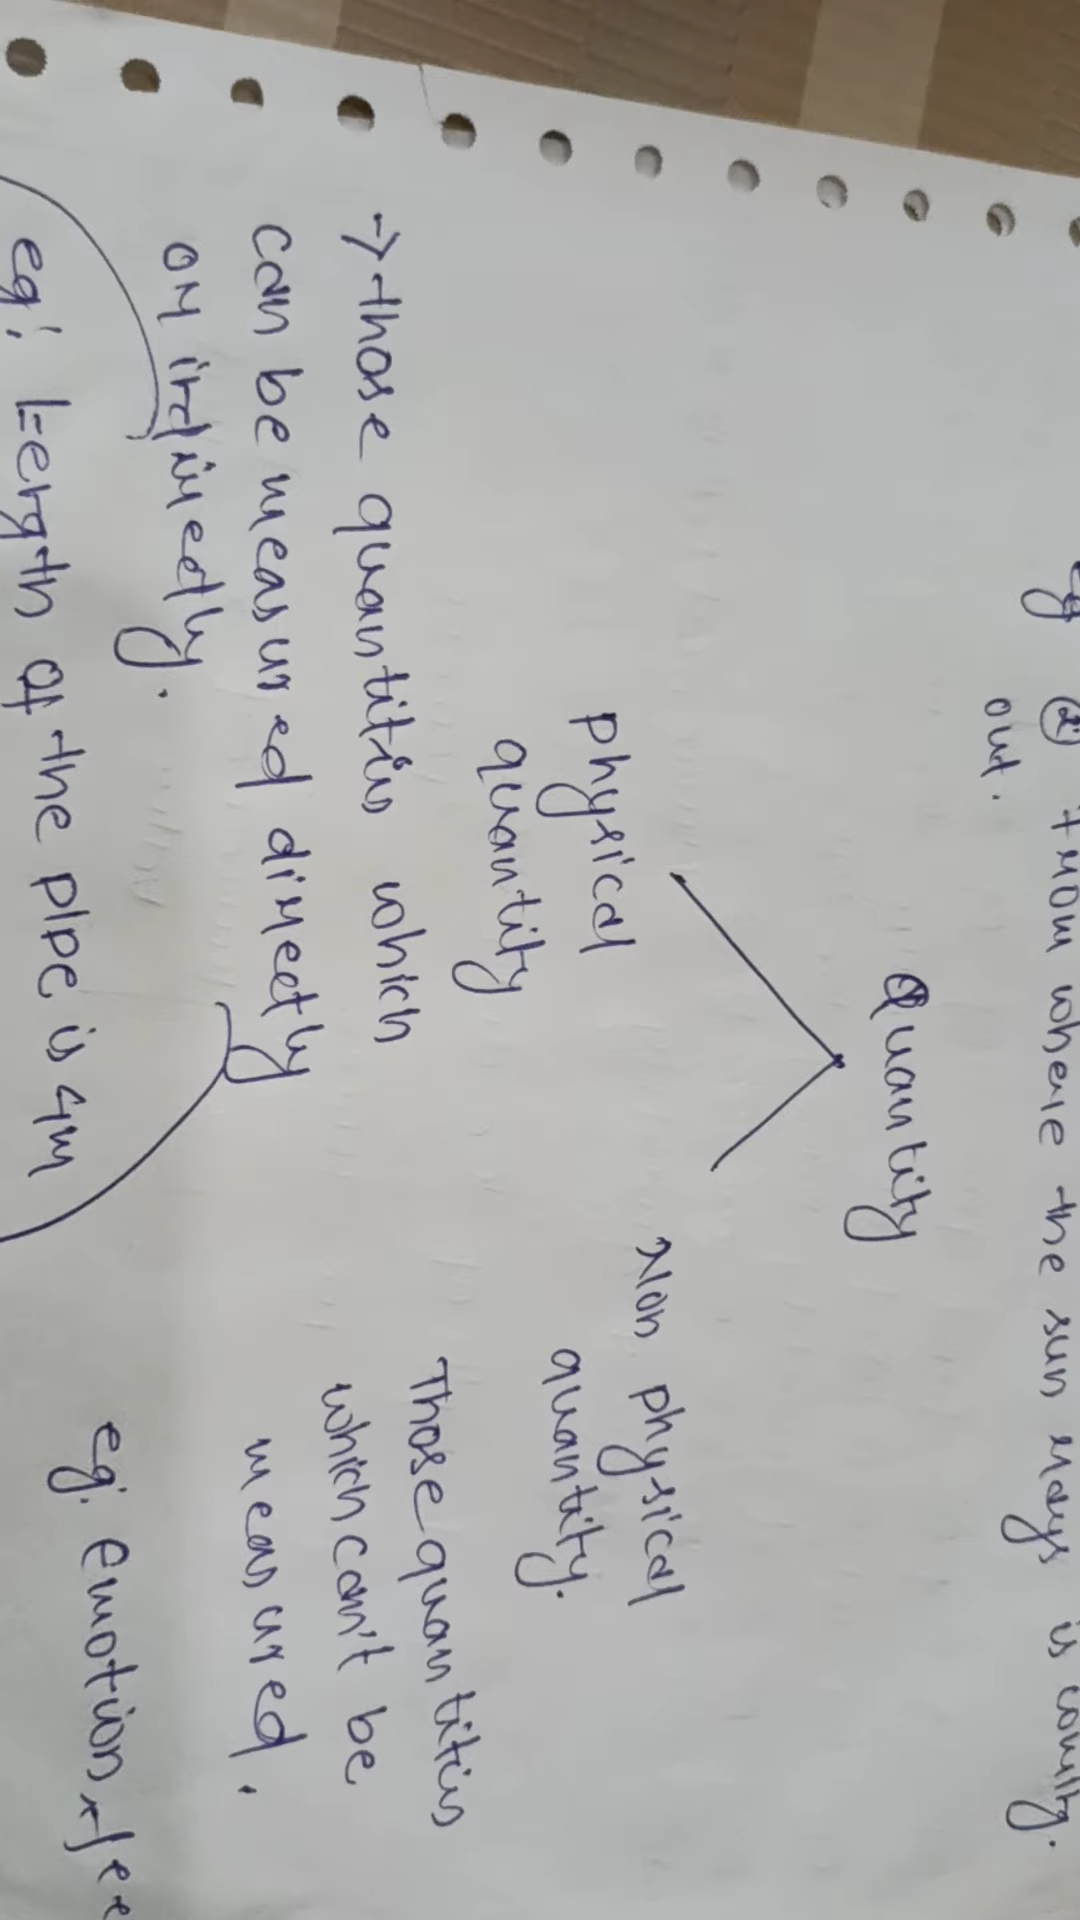 ② from where the sun rays is coming.
out.
Quantity
physical
quantity
Non physical
quantity.
→ those quantities which
can be measured directly
or indirectly.
eg: Length of the pipe is 4m
Those quantities
which can't be
measured.
eg: emotion,